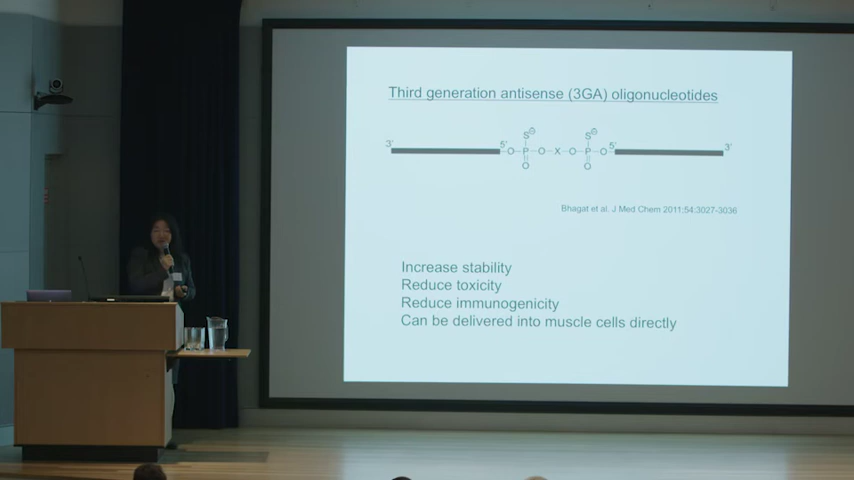 Third generation antisense (3GA) oligonucleotides
3' 5' O P O X O P O 5' 3'
S⊖ S⊖
O O
Bhagat et al. J Med Chem 2011;54:3027-3036
Increase stability
Reduce toxicity
Reduce immunogenicity
Can be delivered into muscle cells directly